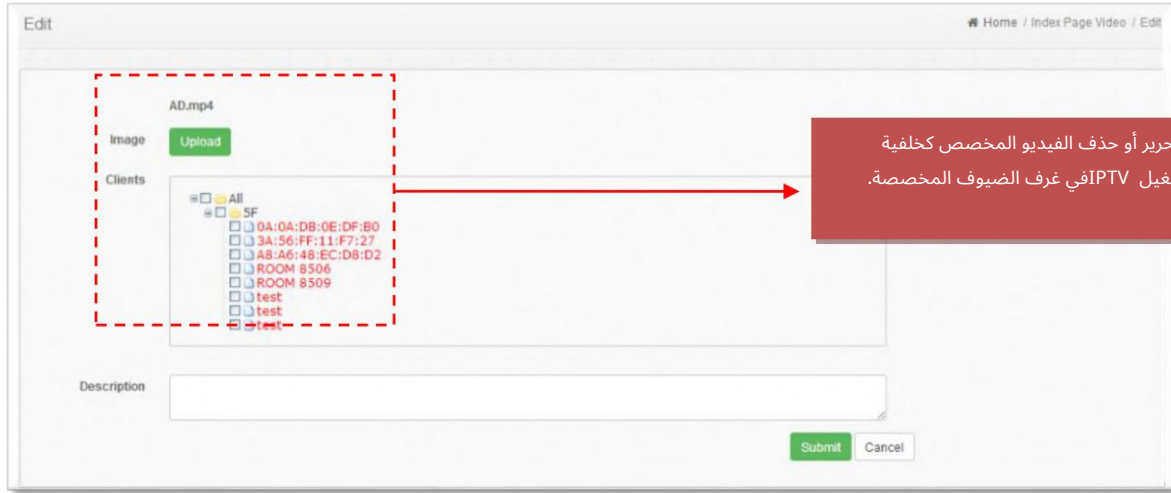 Edit
Home / Index Page Video / Edit
AD.mp4
Image
Upload
Clients
All
5F
0A:0A:DB:0E:DF:B0
3A:56:FF:11:F7:27
A8:A6:48:EC:D8:D2
ROOM 8506
ROOM 8509
test
test
test
حرير أو حذف الفيديو المخصص كخلفية
غيل IPTVفي غرف الضيوف المخصصة.
Description
Submit
Cancel